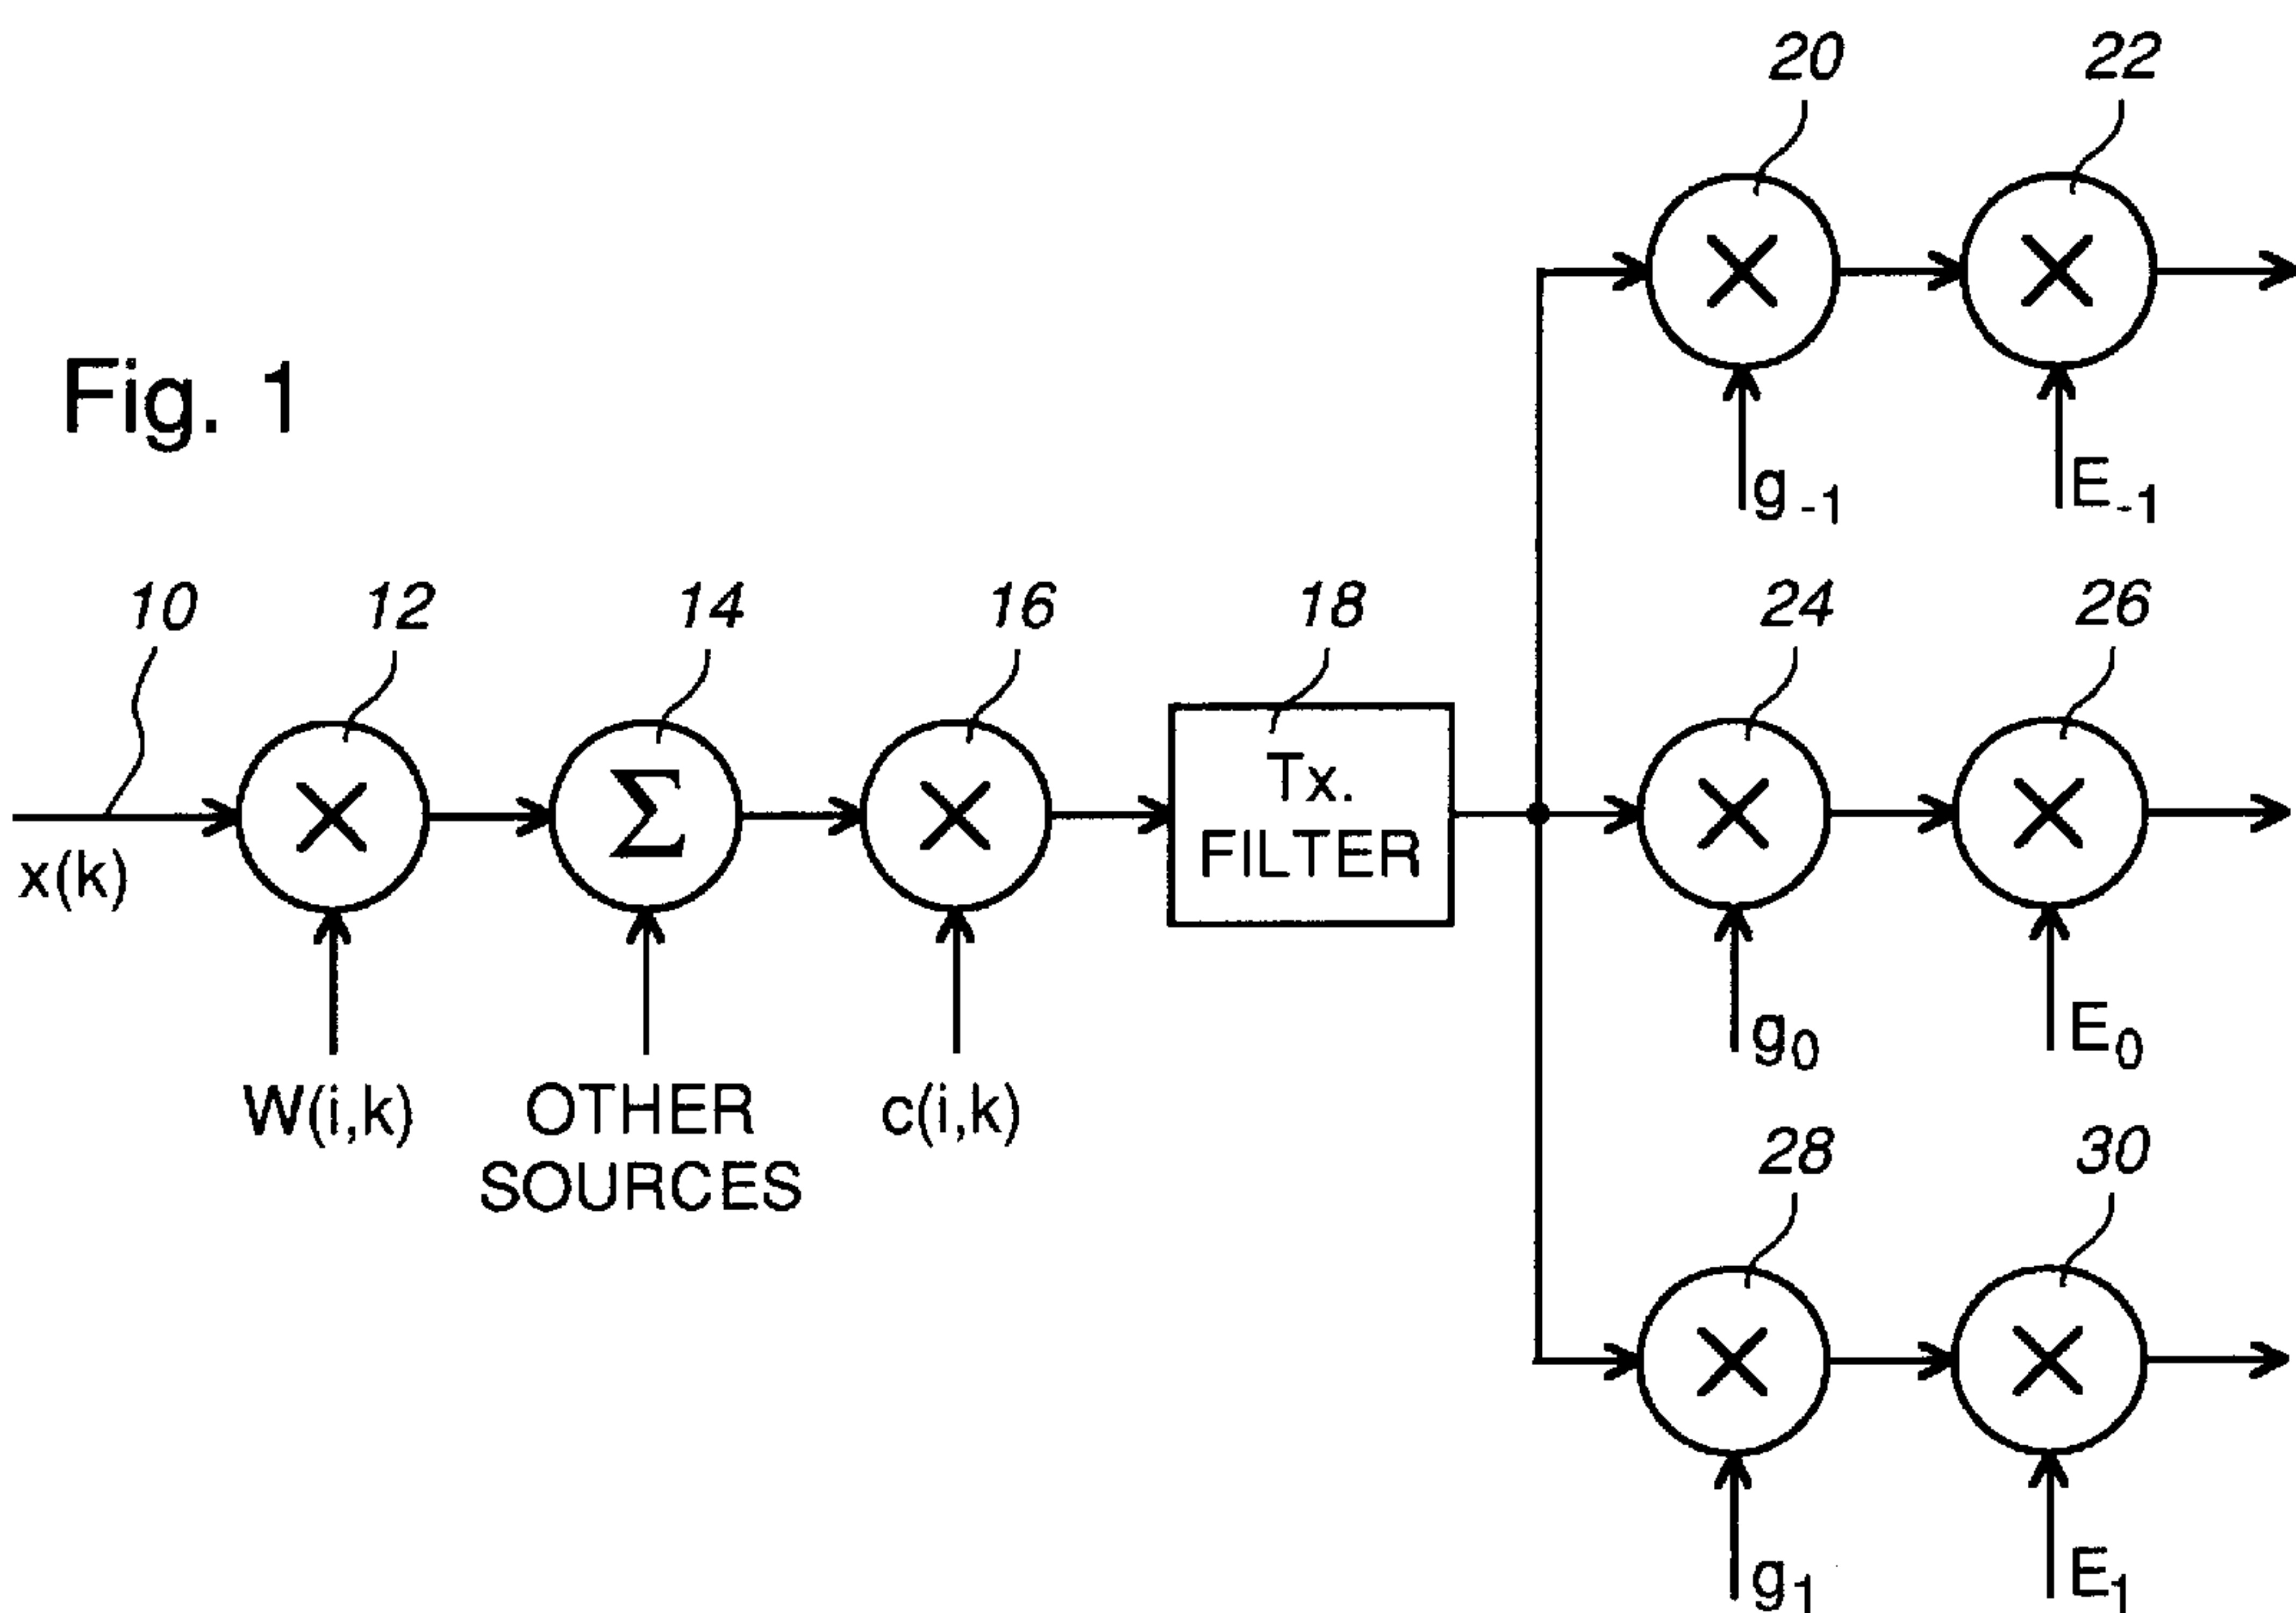 Fig. 1
20 22
g-1 E-1
10 12 14 16 18 24 26
× × × ×
Σ
Tx.
FILTER
x(k)
g0 E0
W(i,k) OTHER
SOURCES
c(i,k)
28 30
g1 E1